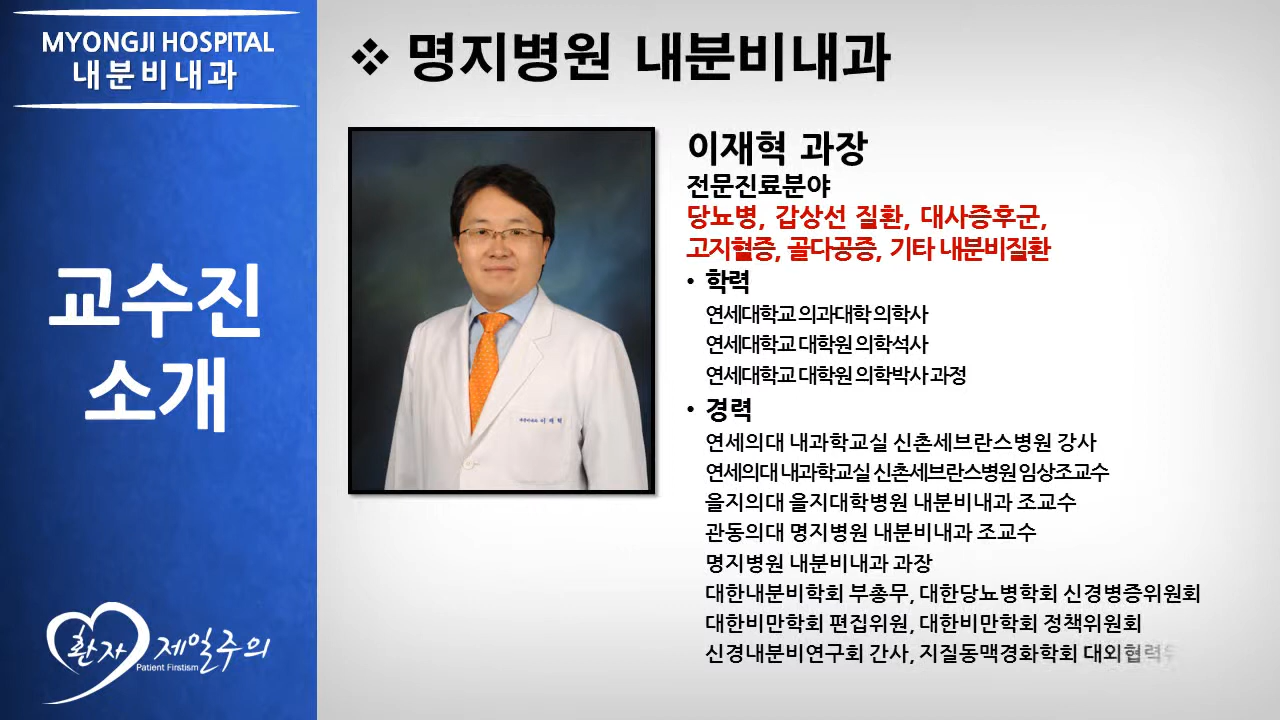 MYONGJI HOSPITAL
내분비내과
교수진
소개
환자 제일주의
Patient Firstism
❖ 명지병원 내분비내과
이재혁 과장
전문진료분야
당뇨병, 갑상선 질환, 대사증후군,
고지혈증, 골다공증, 기타 내분비질환
• 학력
연세대학교 의과대학 의학사
연세대학교 대학원 의학석사
연세대학교 대학원 의학박사 과정
• 경력
연세의대 내과학교실 신촌세브란스병원 강사
연세의대 내과학교실 신촌세브란스병원 임상조교수
을지의대 을지대학병원 내분비내과 조교수
관동의대 명지병원 내분비내과 조교수
명지병원 내분비내과 과장
대한내분비학회 부총무, 대한당뇨병학회 신경병증위원회
대한비만학회 편집위원, 대한비만학회 정책위원회
신경내분비연구회 간사, 지질동맥경화학회 대외협력
내분비내과 이재혁